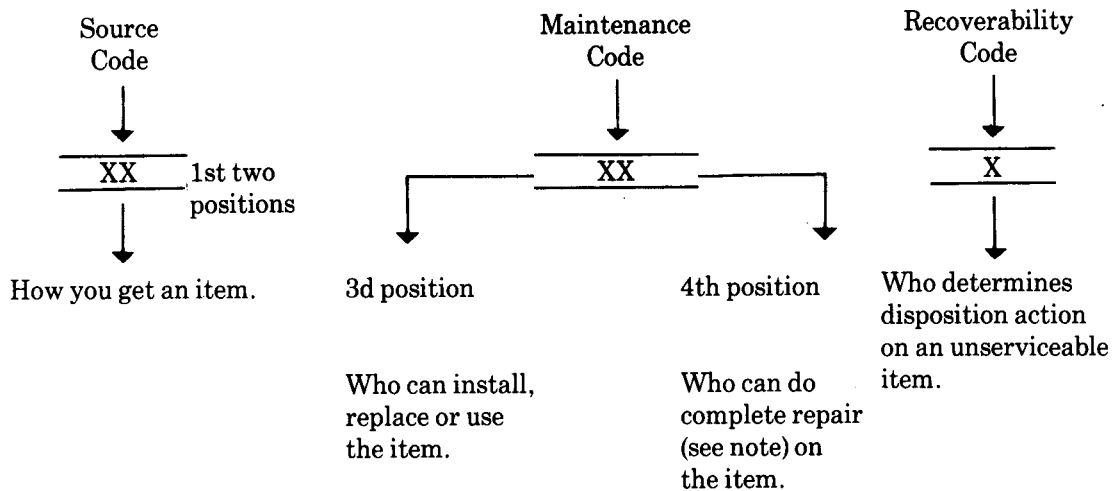 Source
Code
XX
1st two
positions
How you get an item.
Maintenance
Code
XX
3d position
Who can install,
replace or use
the item.
4th position
Who can do
complete repair
(see note) on
the item.
Recoverability
Code
X
Who determines
disposition action
on an unserviceable
item.